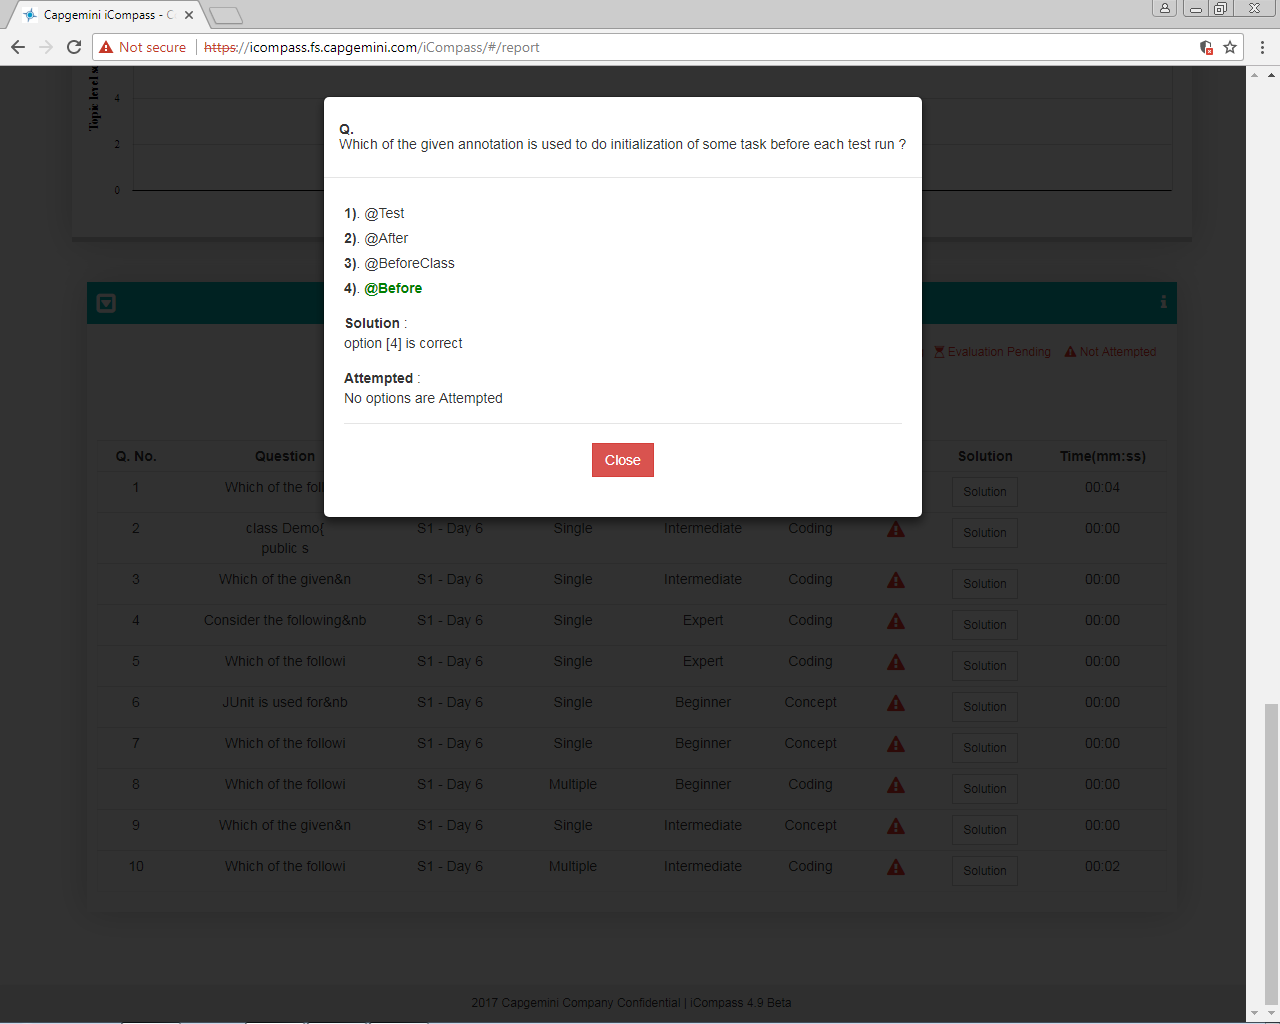 Capgemini iCompass - C
Not secure
https://icompass.fs.capgemini.com/iCompass/#/report
Topic level s
4
2
0
Q.
Which of the given annotation is used to do initialization of some task before each test run ?
1). @Test
2). @After
3). @BeforeClass
4). @Before
Solution :
option [4] is correct
Attempted :
No options are Attempted
Close
Evaluation Pending Not Attempted
Q. No. Question Solution Time(mm:ss)
1 Which of the fol Solution 00:04
2 class Demo{ S1 - Day 6 Single Intermediate Coding Solution 00:00
public s
3 Which of the given&n S1 - Day 6 Single Intermediate Coding Solution 00:00
4 Consider the following&nb S1 - Day 6 Single Expert Coding Solution 00:00
5 Which of the followi S1 - Day 6 Single Expert Coding Solution 00:00
6 JUnit is used for&nb S1 - Day 6 Single Beginner Concept Solution 00:00
7 Which of the followi S1 - Day 6 Single Beginner Concept Solution 00:00
8 Which of the followi S1 - Day 6 Multiple Beginner Coding Solution 00:00
9 Which of the given&n S1 - Day 6 Single Intermediate Concept Solution 00:00
10 Which of the followi S1 - Day 6 Multiple Intermediate Coding Solution 00:02
2017 Capgemini Company Confidential | iCompass 4.9 Beta